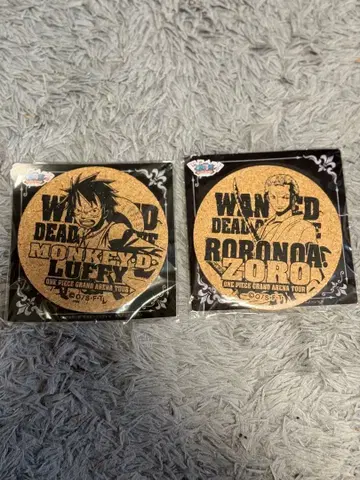 WANTED
DEAD
MONKEY·D·
LUFFY
ONE PIECE GRAND ARENA TOUR
WANTED
DEAD
RORONOA
ZORO
ONE PIECE GRAND ARENA TOUR